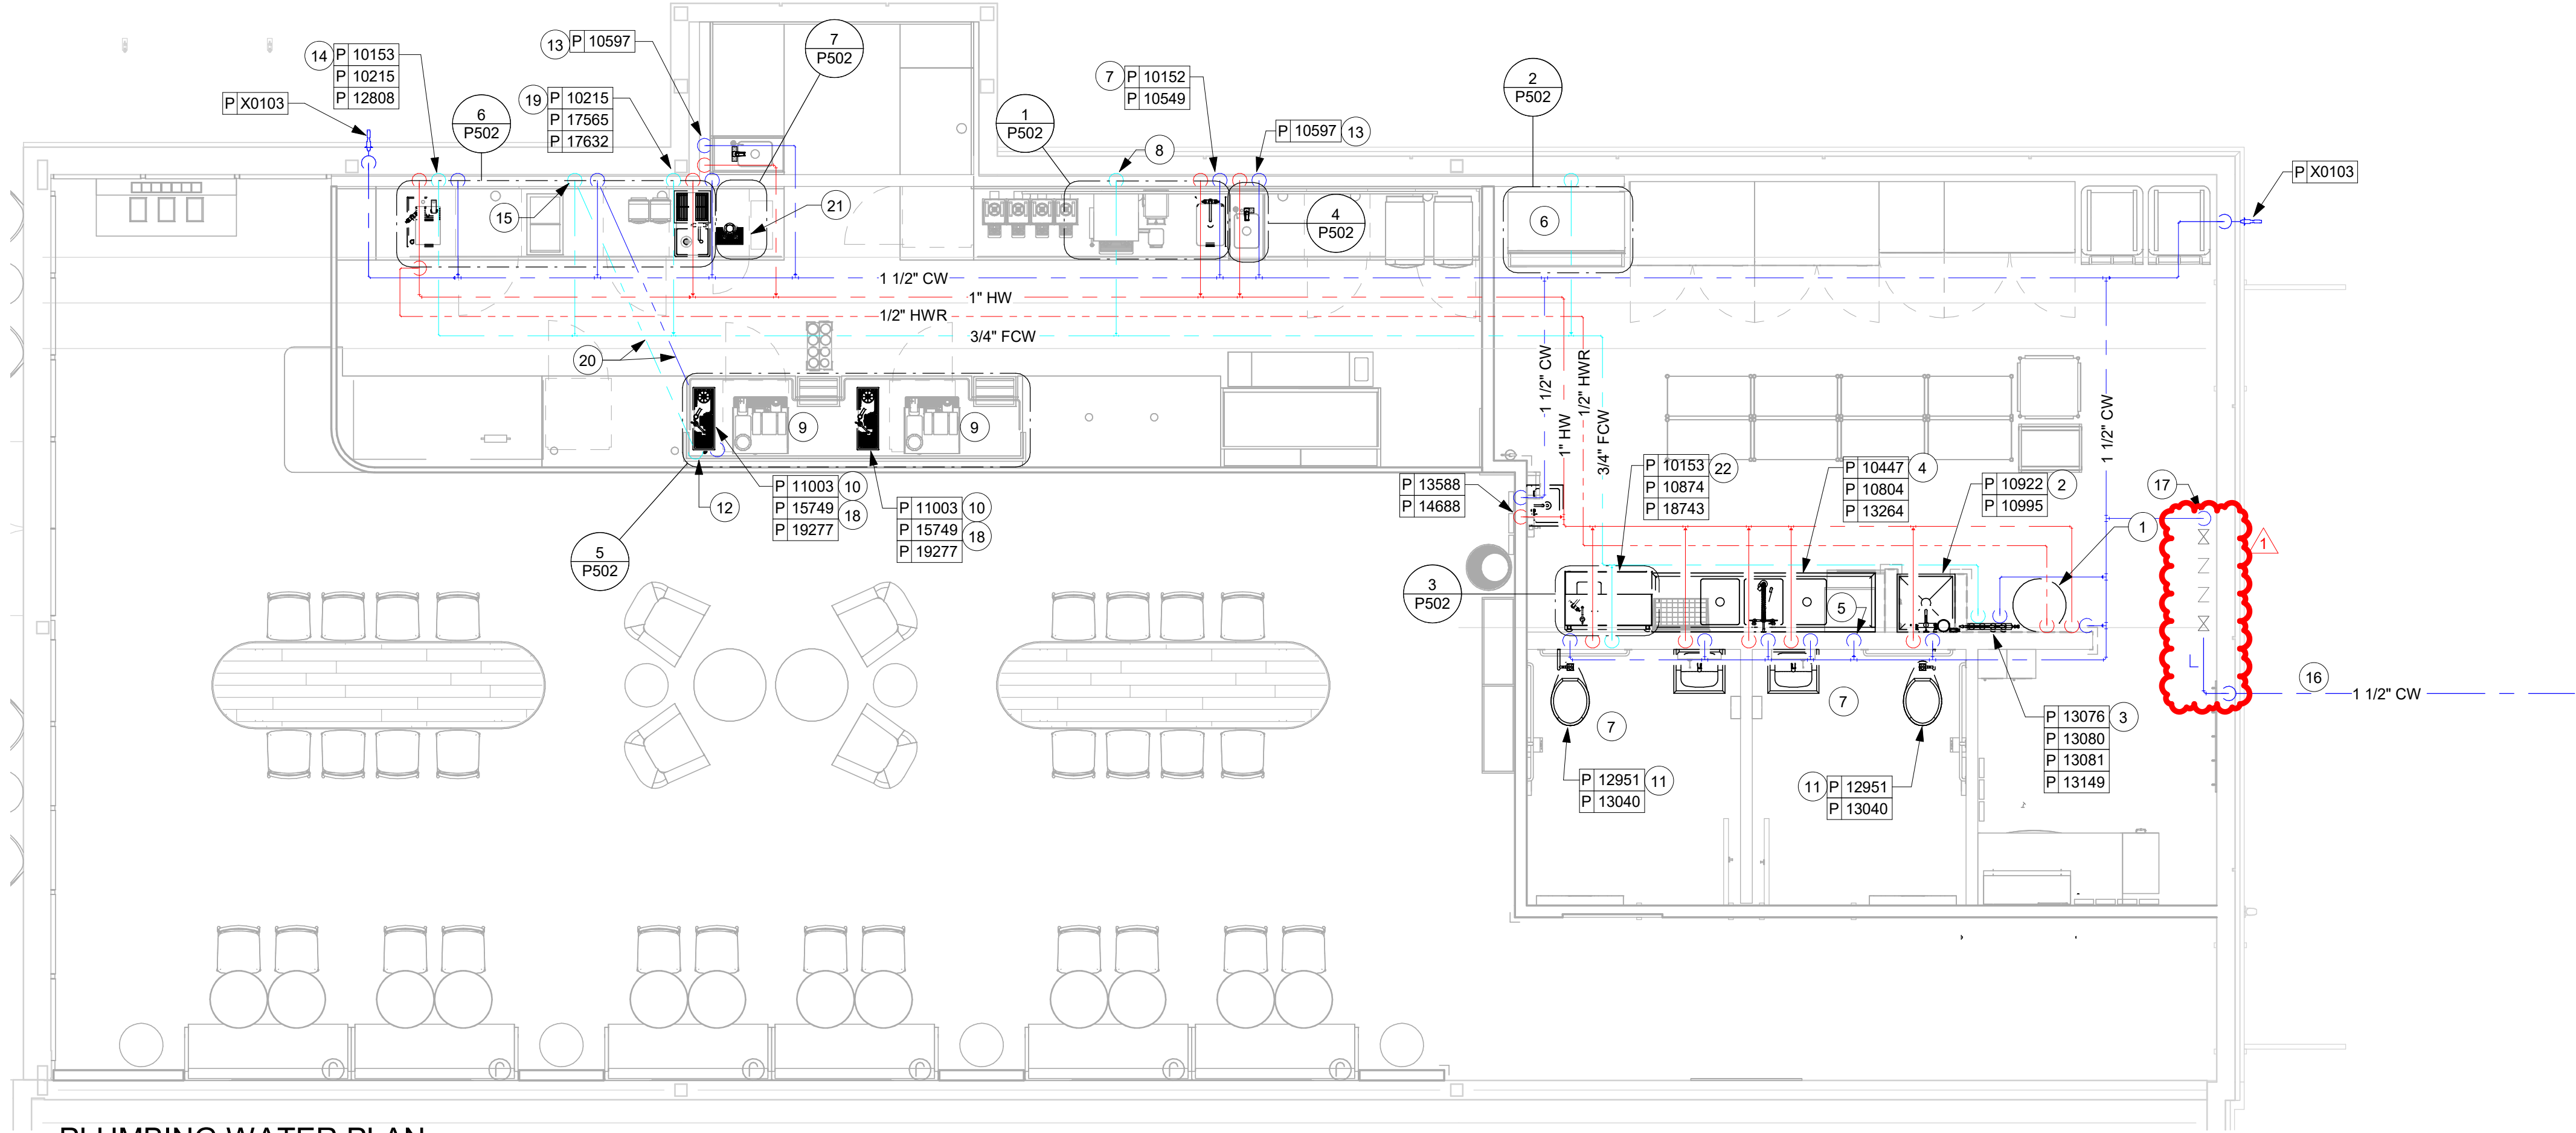 14 P 10153
P 10215
P 12808
P X0103
6
P502
13 P 10597
19 P 10215
P 17565
P 17632
7
P502
1
P502
7 P 10152
P 10549
8
P 10597 13
2
P502
P X0103
15
21
4
P502
6
1 1/2" CW
1" HW
1/2" HWR
3/4" FCW
20
9
9
1 1/2" CW
1" HW
1/2" HWR
3/4" FCW
1 1/2" CW
12
P 11003 10
P 15749 18
P 19277
P 11003 10
P 15749 18
P 19277
5
P502
P 13588
P 14688
P 10153 22
P 10874
P 18743
P 10447 4
P 10804
P 13264
P 10922 2
P 10995
17
1
1
3
P502
5
16
1 1/2" CW
7
7
P 12951 11
P 13040
11 P 12951
P 13040
P 13076 3
P 13080
P 13081
P 13149
PLUMBING WATER PLAN